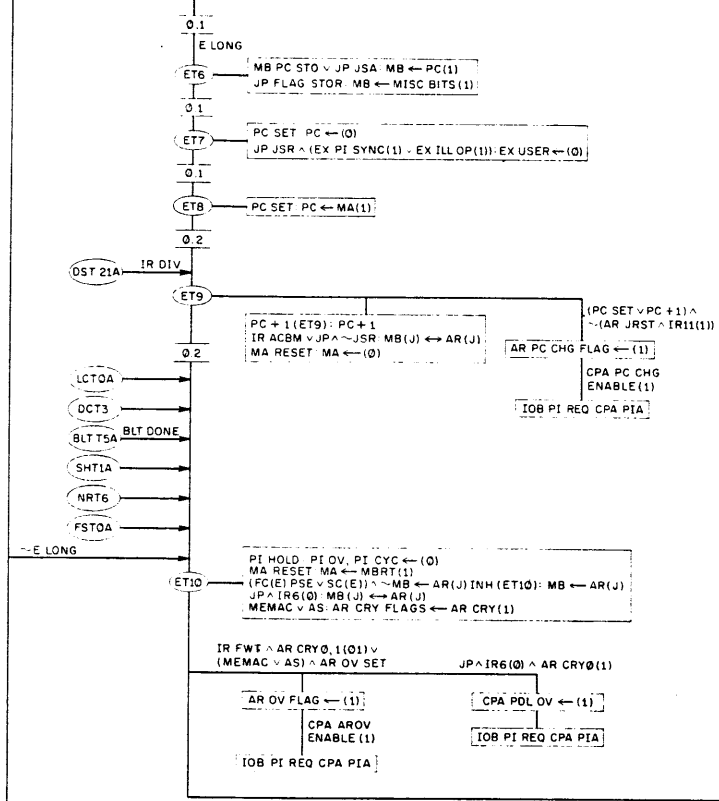 0.1
E LONG
ET6
MB PC STO ∨ JP JSA: MB ← PC(1)
JP FLAG STOR: MB ← MISC BITS(1)
0.1
ET7
PC SET PC ← (0)
JP JSR ∧ (EX PI SYNC(1) ∨ EX ILL OP(1)): EX USER ← (0)
0.1
ET8
PC SET PC ← MA(1)
0.2
DST 21A
IR DIV
ET9
PC + 1 (ET9): PC + 1
IR ACBM ∨ JP ∧ ~JSR: MB(J) ↔ AR(J)
MA RESET: MA ← (0)
(PC SET ∨ PC + 1) ∧
~(AR JRST ∧ IR11(1))
AR PC CHG FLAG ← (1)
CPA PC CHG
ENABLE(1)
IOB PI REQ CPA PIA
0.2
LCT0A
DCT3
BLT T5A
BLT DONE
SHT1A
NRT6
FST0A
~E LONG
ET10
PI HOLD: PI OV, PI CYC ← (0)
MA RESET: MA ← MBRT(1)
(FC(E) PSE ∨ SC(E)) ∧ ~MB ← AR(J) INH (ET10): MB ← AR(J)
JP ∧ IR6(0): MB(J) ↔ AR(J)
MEMAC ∨ AS: AR CRY FLAGS ← AR CRY(1)
IR FWT ∧ AR CRY0,1(01) ∨
(MEMAC ∨ AS) ∧ AR OV SET
JP ∧ IR6(0) ∧ AR CRY0(1)
AR OV FLAG ← (1)
CPA PDL OV ← (1)
CPA AROV
ENABLE(1)
IOB PI REQ CPA PIA
IOB PI REQ CPA PIA